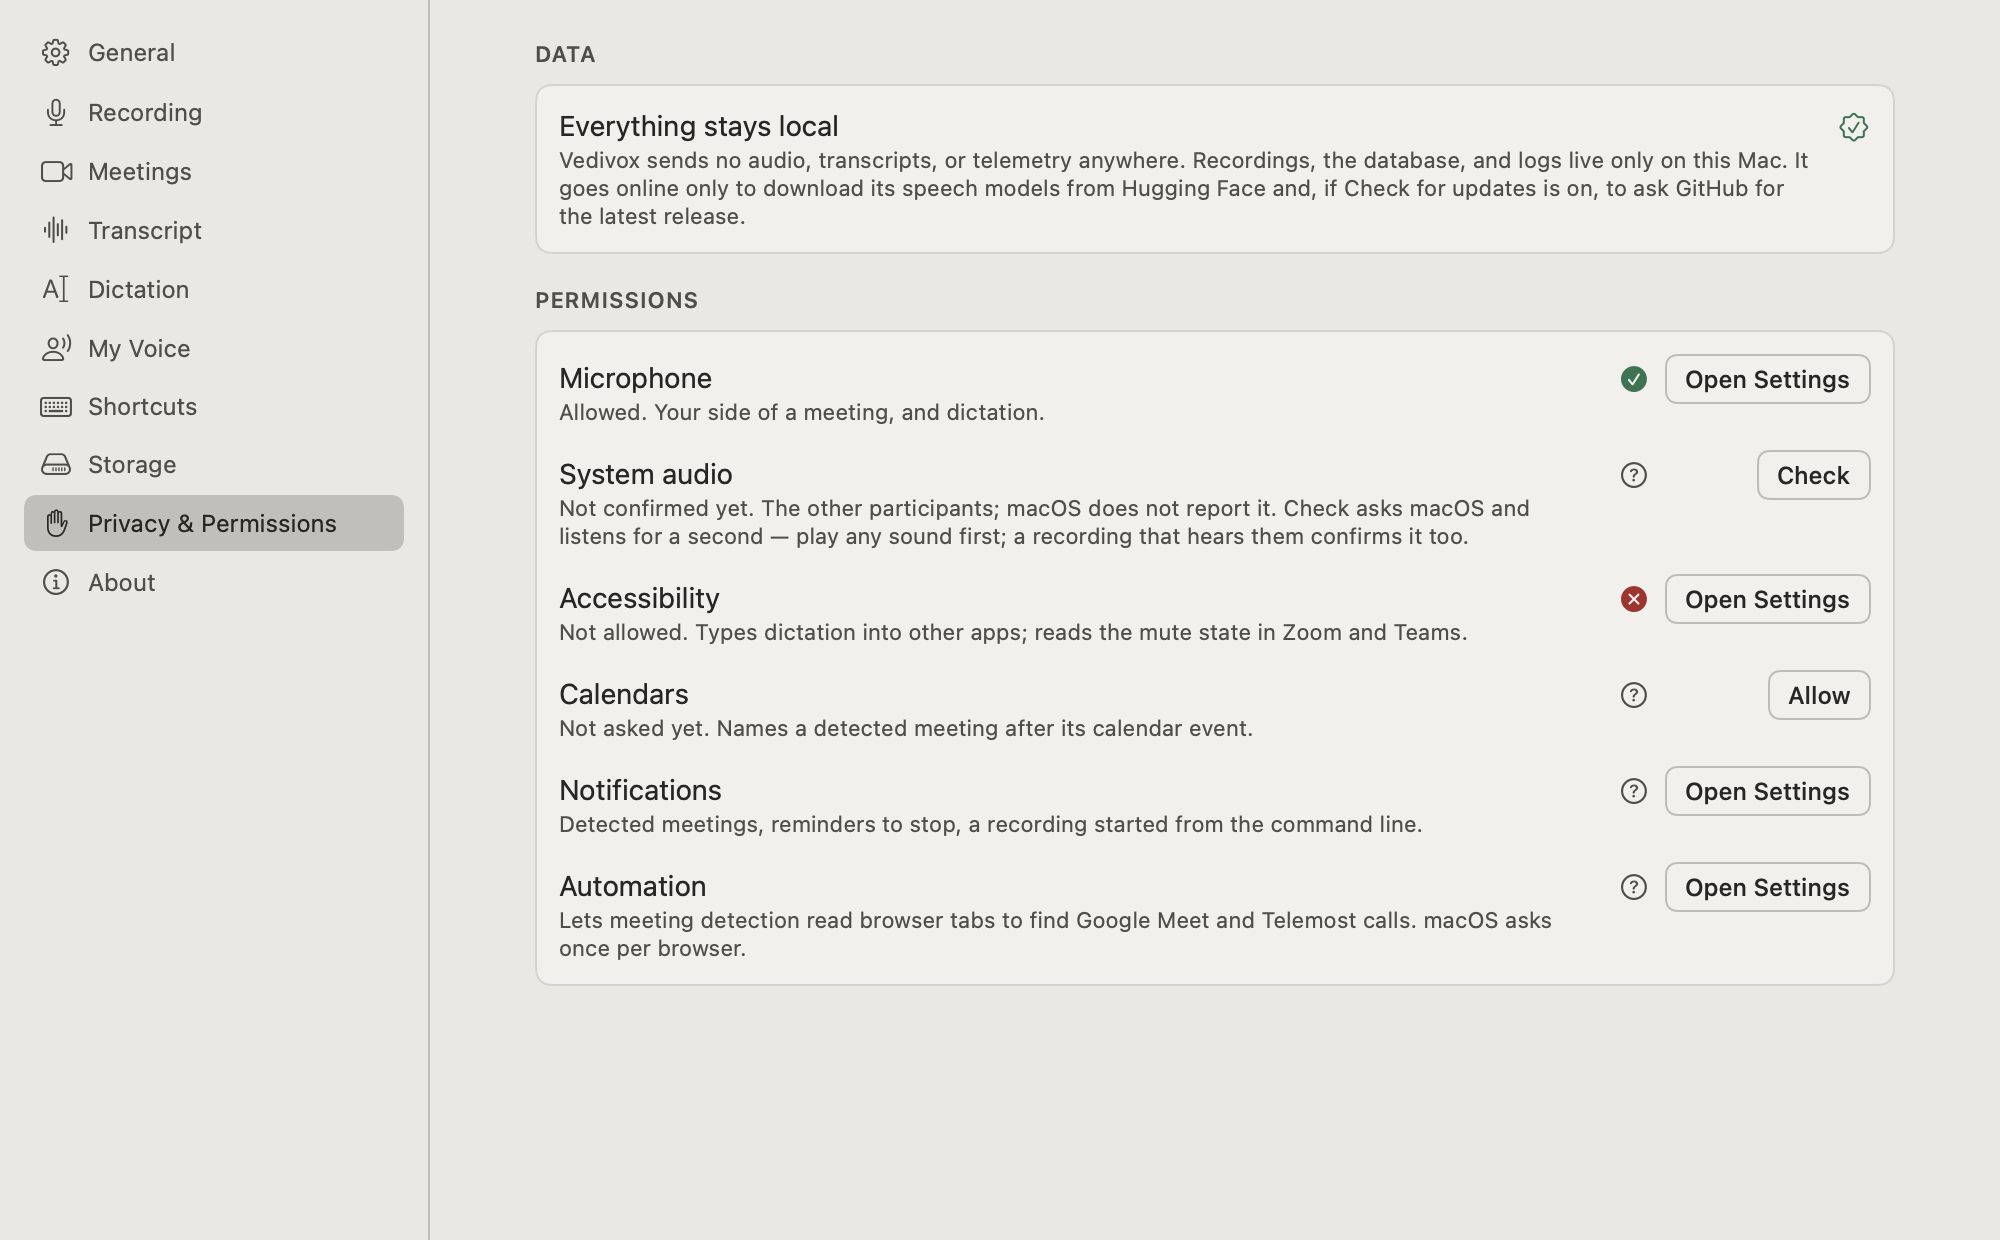 General
Recording
Meetings
Transcript
Dictation
My Voice
Shortcuts
Storage
Privacy & Permissions
About
DATA
Everything stays local
Vedivox sends no audio, transcripts, or telemetry anywhere. Recordings, the database, and logs live only on this Mac. It
goes online only to download its speech models from Hugging Face and, if Check for updates is on, to ask GitHub for
the latest release.
PERMISSIONS
Microphone
Open Settings
Allowed. Your side of a meeting, and dictation.
System audio
Check
Not confirmed yet. The other participants; macOS does not report it. Check asks macOS and
listens for a second — play any sound first; a recording that hears them confirms it too.
Accessibility
Open Settings
Not allowed. Types dictation into other apps; reads the mute state in Zoom and Teams.
Calendars
Allow
Not asked yet. Names a detected meeting after its calendar event.
Notifications
Open Settings
Detected meetings, reminders to stop, a recording started from the command line.
Automation
Open Settings
Lets meeting detection read browser tabs to find Google Meet and Telemost calls. macOS asks
once per browser.